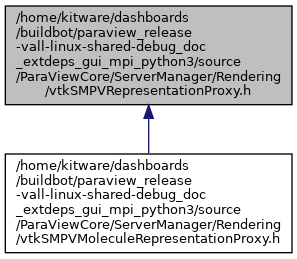 /home/kitware/dashboards
/buildbot/paraview_release
-vall-linux-shared-debug_doc
_extdeps_gui_mpi_python3/source
/ParaViewCore/ServerManager/Rendering
/vtkSMPVRepresentationProxy.h
/home/kitware/dashboards
/buildbot/paraview_release
-vall-linux-shared-debug_doc
_extdeps_gui_mpi_python3/source
/ParaViewCore/ServerManager/Rendering
/vtkSMPVMoleculeRepresentationProxy.h